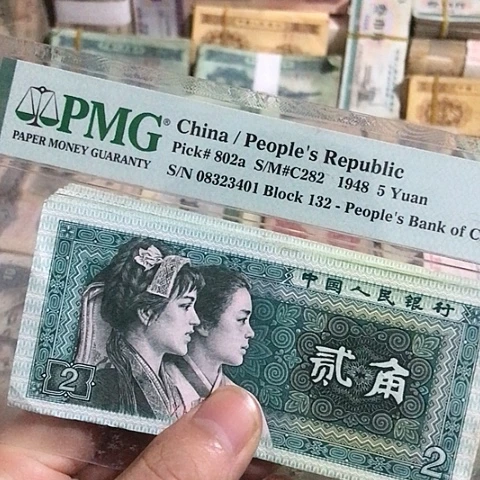 PMG®
PAPER MONEY GUARANTY
China / People's Republic
Pick# 802a S/M#C282 1948 5 Yuan
S/N 08323401 Block 132 - People's Bank of C
中国人民银行
贰角
2
2